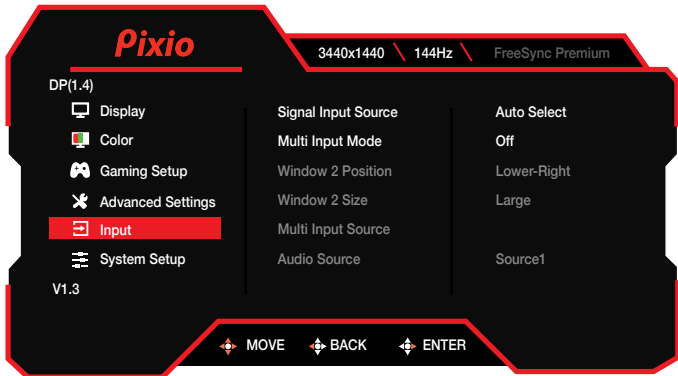 Pixio
3440x1440 144Hz FreeSync Premium
DP(1.4)
Display
Color
Gaming Setup
Advanced Settings
Input
System Setup
V1.3
Signal Input Source Auto Select
Multi Input Mode Off
Window 2 Position Lower-Right
Window 2 Size Large
Multi Input Source
Audio Source Source1
MOVE BACK ENTER